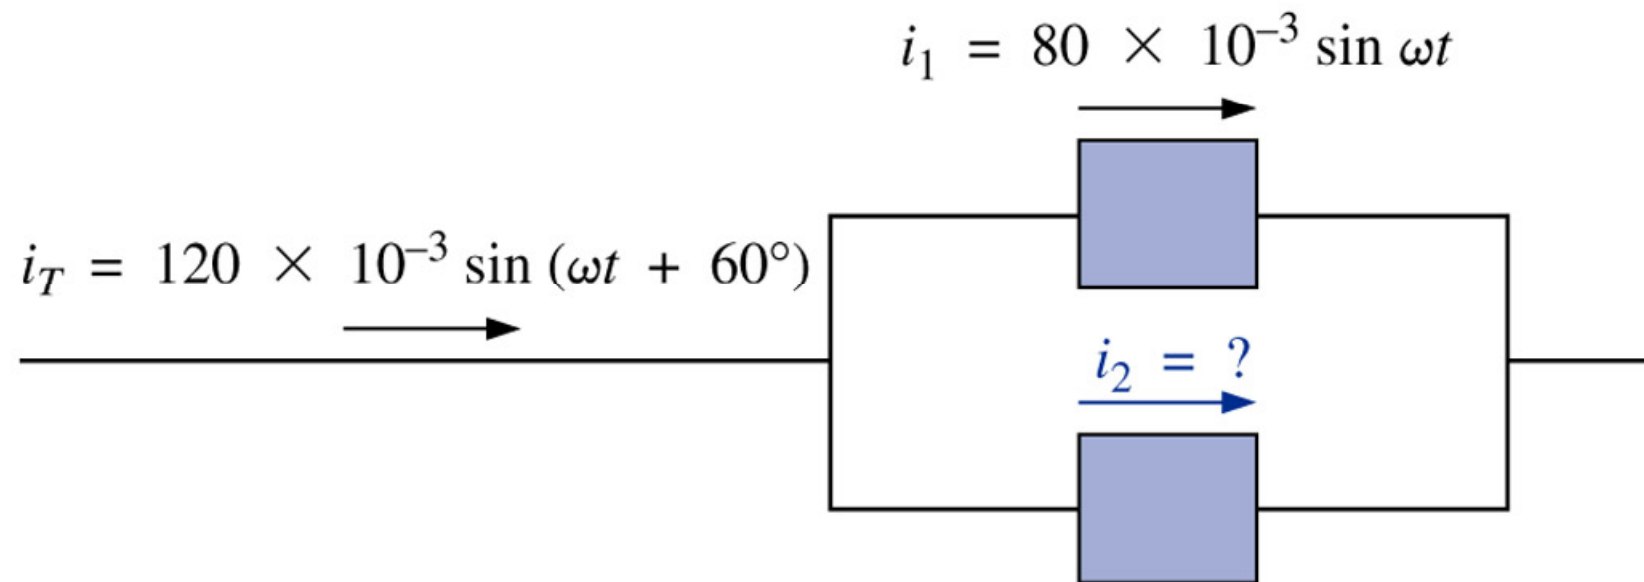 i₁ = 80 × 10⁻³ sin ωt
i_T = 120 × 10⁻³ sin (ωt + 60°)
i₂ = ?